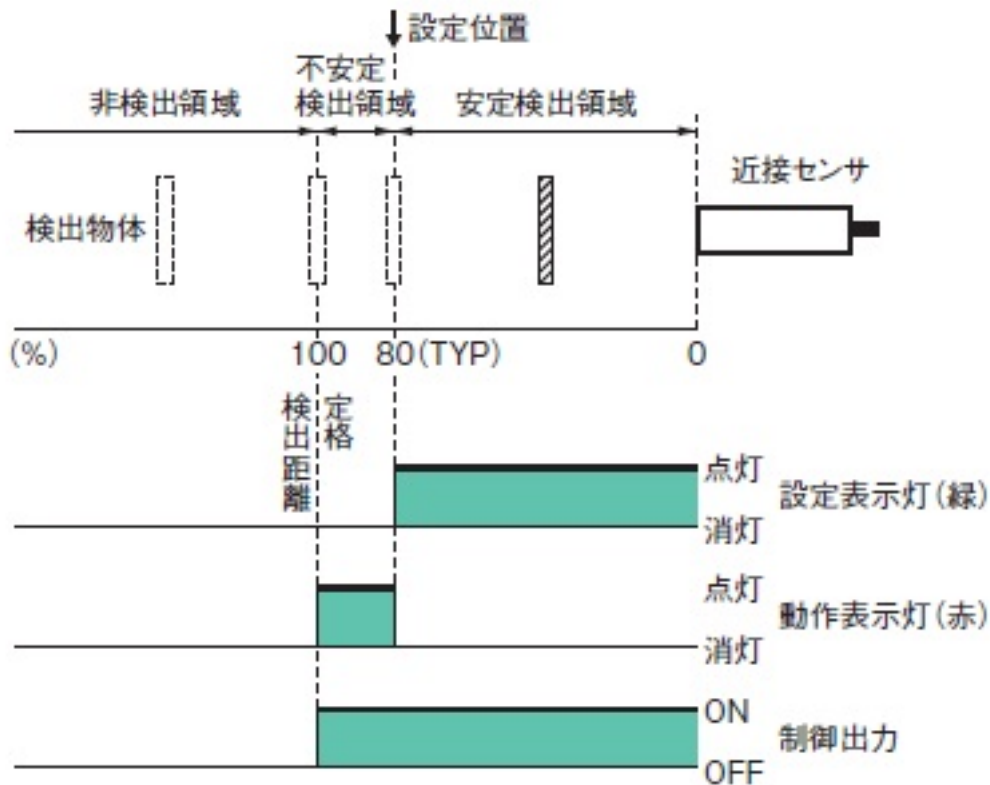 設定位置
不安定
非検出領域
検出領域
安定検出領域
近接センサ
検出物体
(%)
100
80(TYP)
0
定格
検出距離
点灯
設定表示灯(緑)
消灯
点灯
動作表示灯(赤)
消灯
ON
制御出力
OFF